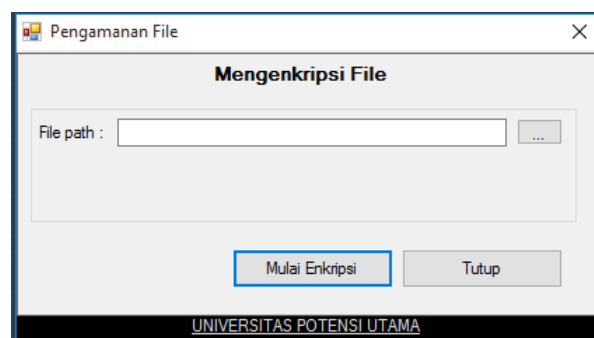 Pengamanan File
Mengenkripsi File
File path :
...
Mulai Enkripsi
Tutup
UNIVERSITAS POTENSI UTAMA